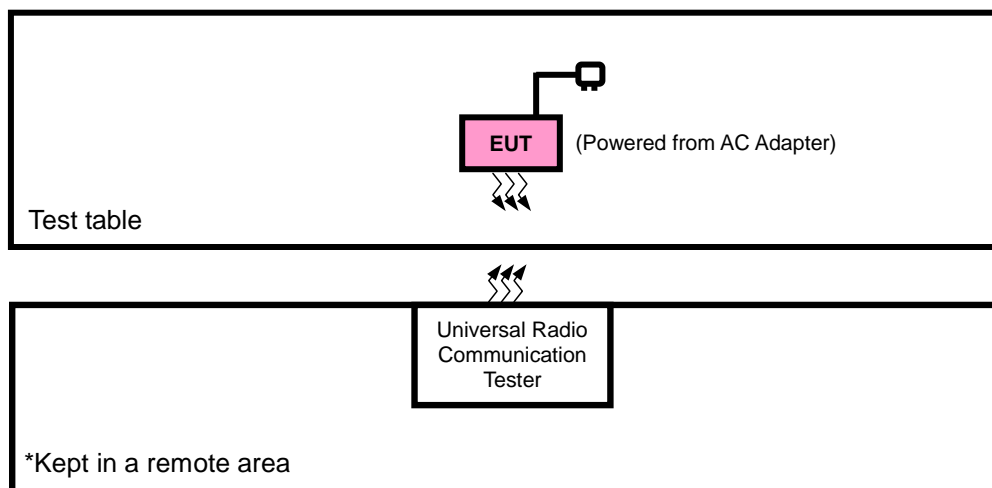 EUT
(Powered from AC Adapter)
Test table
Universal Radio
Communication
Tester
*Kept in a remote area